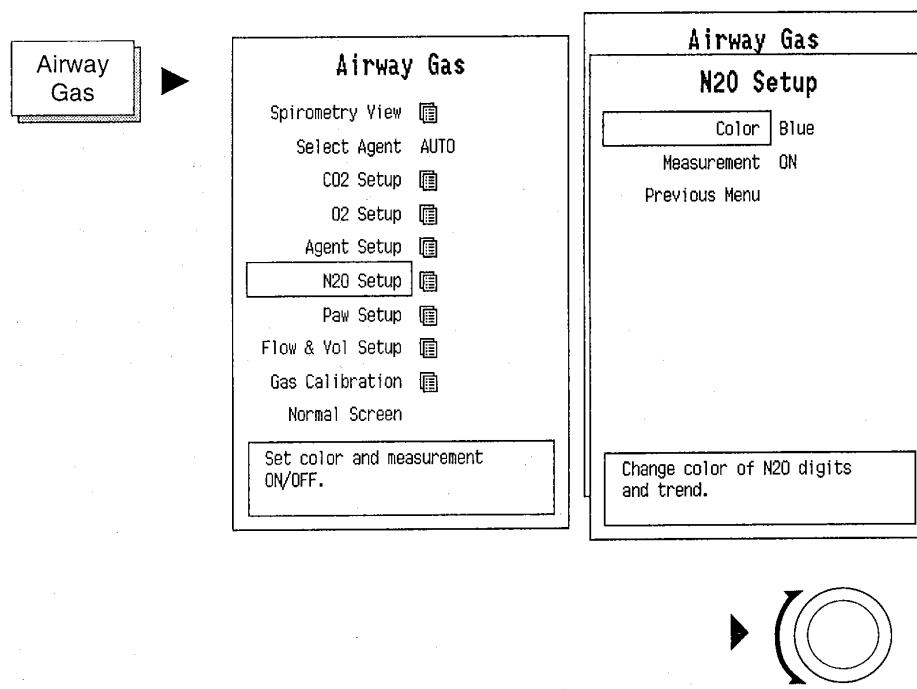 Airway
Gas
Airway Gas
Spirometry View
Select Agent AUTO
CO2 Setup
O2 Setup
Agent Setup
N2O Setup
Paw Setup
Flow & Vol Setup
Gas Calibration
Normal Screen
Set color and measurement
ON/OFF.
Airway Gas
N2O Setup
Color Blue
Measurement ON
Previous Menu
Change color of N2O digits
and trend.